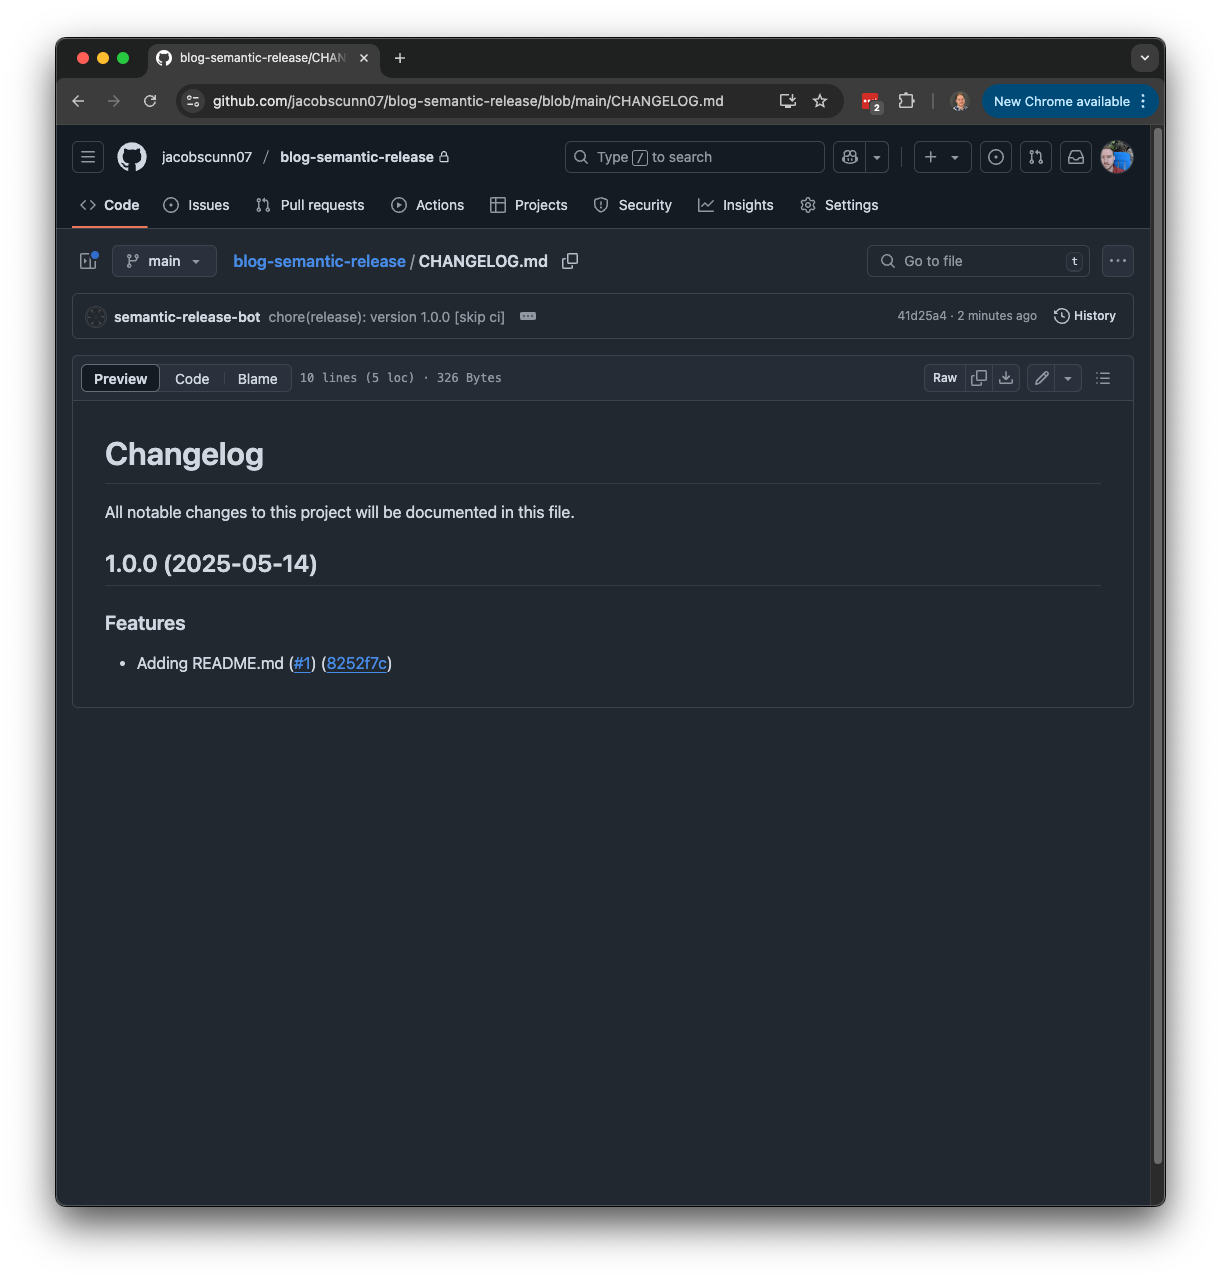 blog-semantic-release/CHAN
github.com/jacobscunn07/blog-semantic-release/blob/main/CHANGELOG.md
2
New Chrome available
jacobscunn07 / blog-semantic-release
Type / to search
Code
Issues
Pull requests
Actions
Projects
Security
Insights
Settings
main
blog-semantic-release / CHANGELOG.md
Go to file
t
semantic-release-bot chore(release): version 1.0.0 [skip ci]
41d25a4 · 2 minutes ago
History
Preview
Code
Blame
10 lines (5 loc) · 326 Bytes
Raw
Changelog
All notable changes to this project will be documented in this file.
1.0.0 (2025-05-14)
Features
• Adding README.md (#1) (8252f7c)